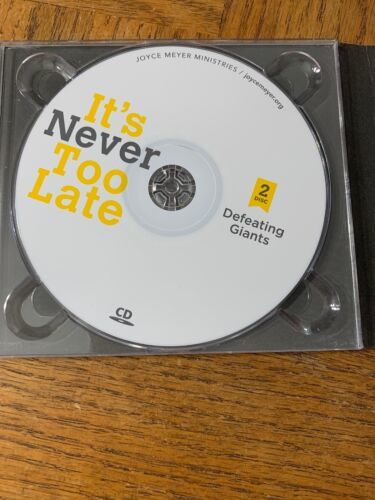 JOYCE MEYER MINISTRIES / joycemeyer.org
It's
Never
Too
Late
2
DISC
Defeating
Giants
CD